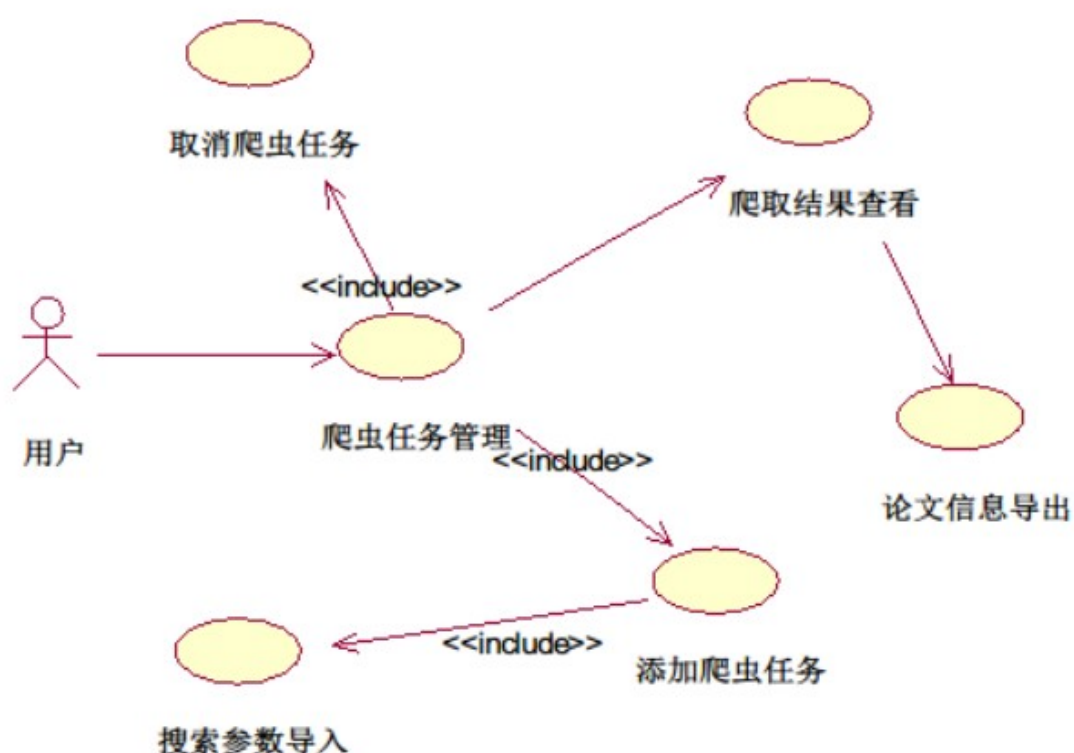 取消爬虫任务
爬取结果查看
<<include>>
用户
爬虫任务管理
<<include>>
论文信息导出
<<include>>
添加爬虫任务
搜索参数导入